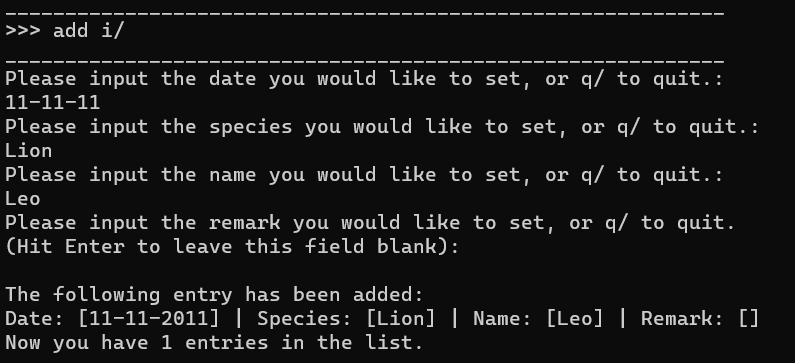 ____________________________________________________________
>>> add i/
____________________________________________________________
Please input the date you would like to set, or q/ to quit.:
11-11-11
Please input the species you would like to set, or q/ to quit.:
Lion
Please input the name you would like to set, or q/ to quit.:
Leo
Please input the remark you would like to set, or q/ to quit.
(Hit Enter to leave this field blank):
The following entry has been added:
Date: [11-11-2011] | Species: [Lion] | Name: [Leo] | Remark: []
Now you have 1 entries in the list.